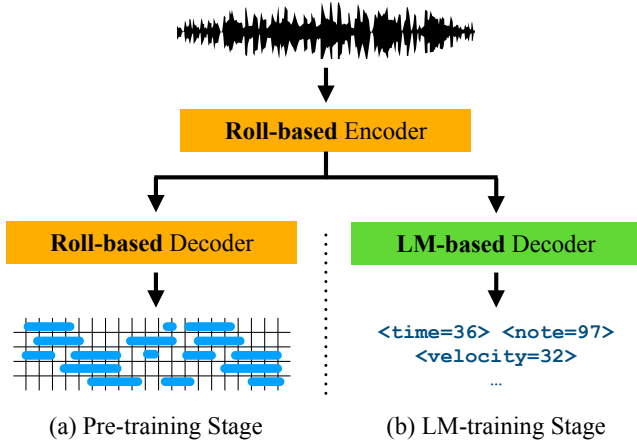 Roll-based Encoder
Roll-based Decoder
LM-based Decoder
<time=36> <note=97>
<velocity=32>
…
(a) Pre-training Stage
(b) LM-training Stage